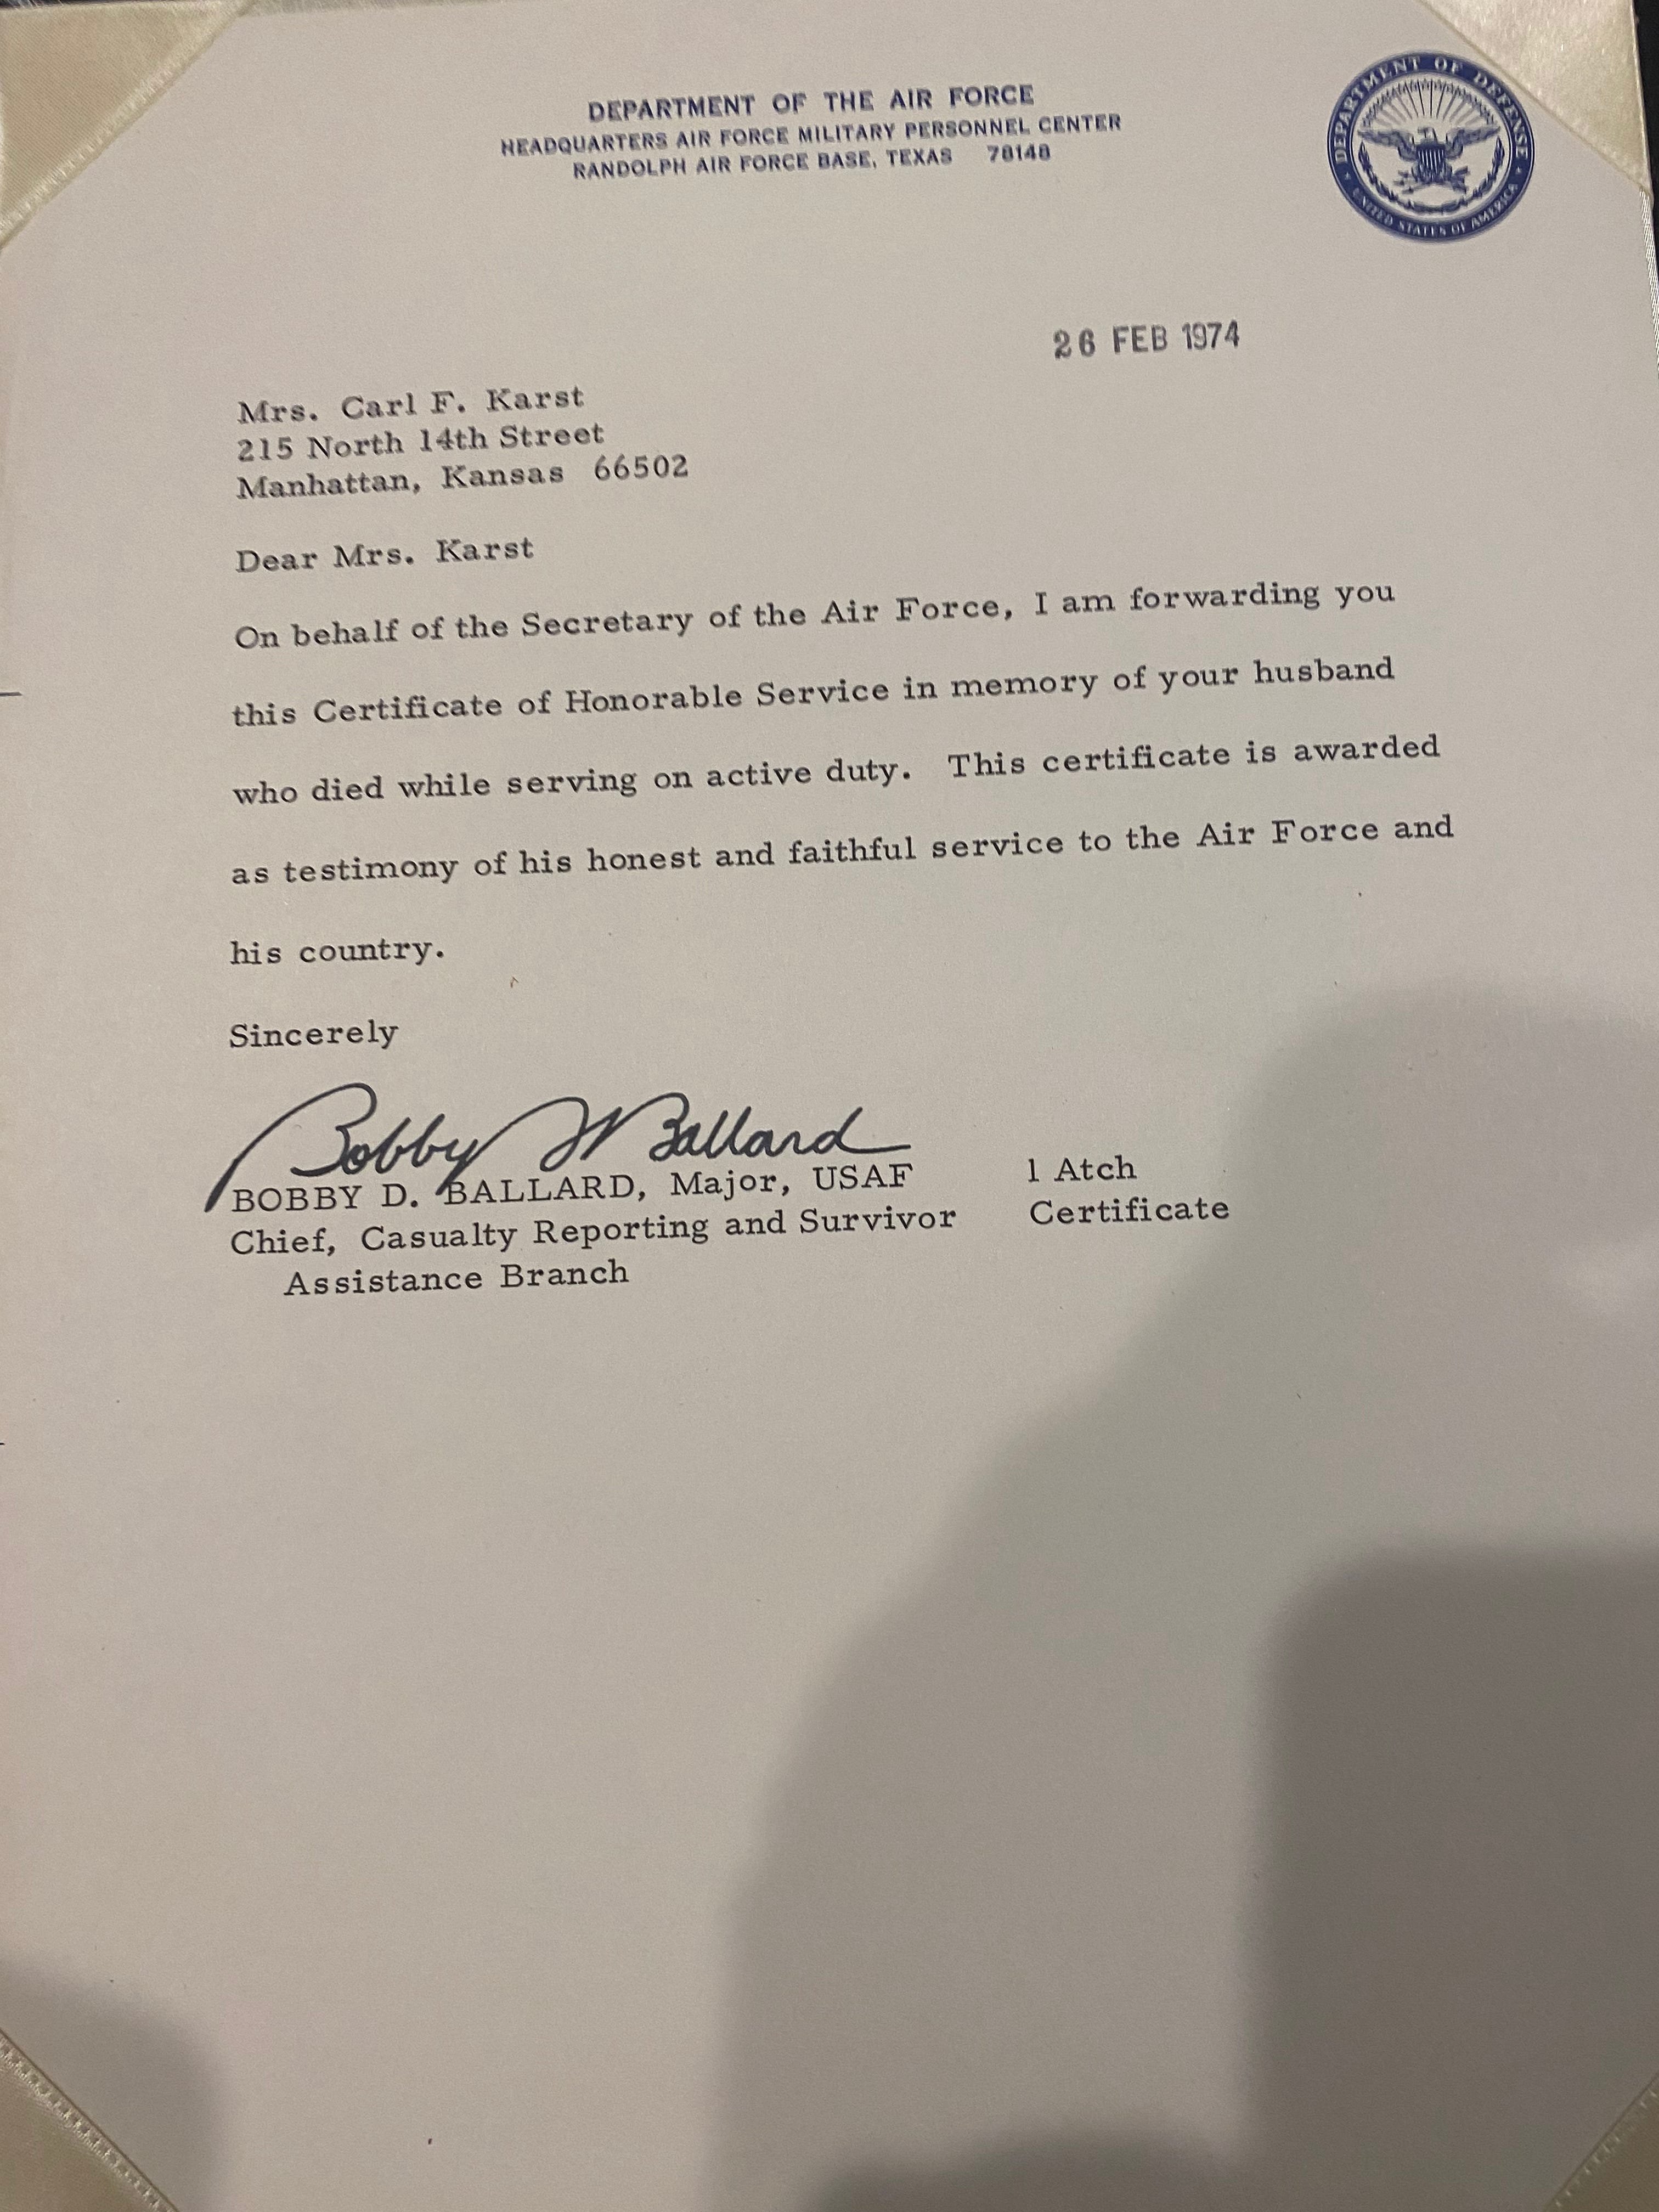 DEPARTMENT OF THE AIR FORCE
HEADQUARTERS AIR FORCE MILITARY PERSONNEL CENTER
RANDOLPH AIR FORCE BASE, TEXAS 78148
DEPARTMENT OF DEFENSE
UNITED STATES OF AMERICA
26 FEB 1974
Mrs. Carl F. Karst
215 North 14th Street
Manhattan, Kansas 66502
Dear Mrs. Karst
On behalf of the Secretary of the Air Force, I am forwarding you
this Certificate of Honorable Service in memory of your husband
who died while serving on active duty. This certificate is awarded
as testimony of his honest and faithful service to the Air Force and
his country.
Sincerely
Bobby D Ballard
BOBBY D. BALLARD, Major, USAF
Chief, Casualty Reporting and Survivor
Assistance Branch
1 Atch
Certificate